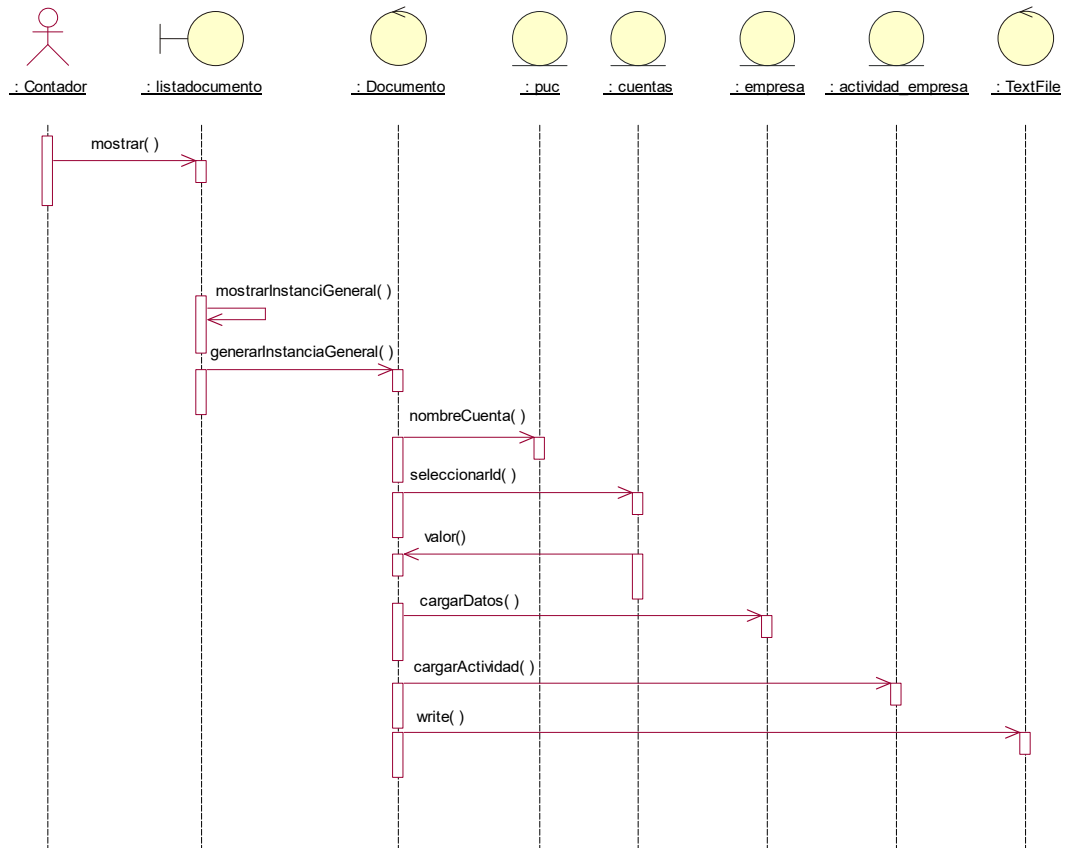 : Contador
: listadocumento
: Documento
: puc
: cuentas
: empresa
: actividad_empresa
: TextFile
mostrar( )
mostrarInstanciGeneral( )
generarInstanciaGeneral( )
nombreCuenta( )
seleccionarId( )
valor()
cargarDatos( )
cargarActividad( )
write( )